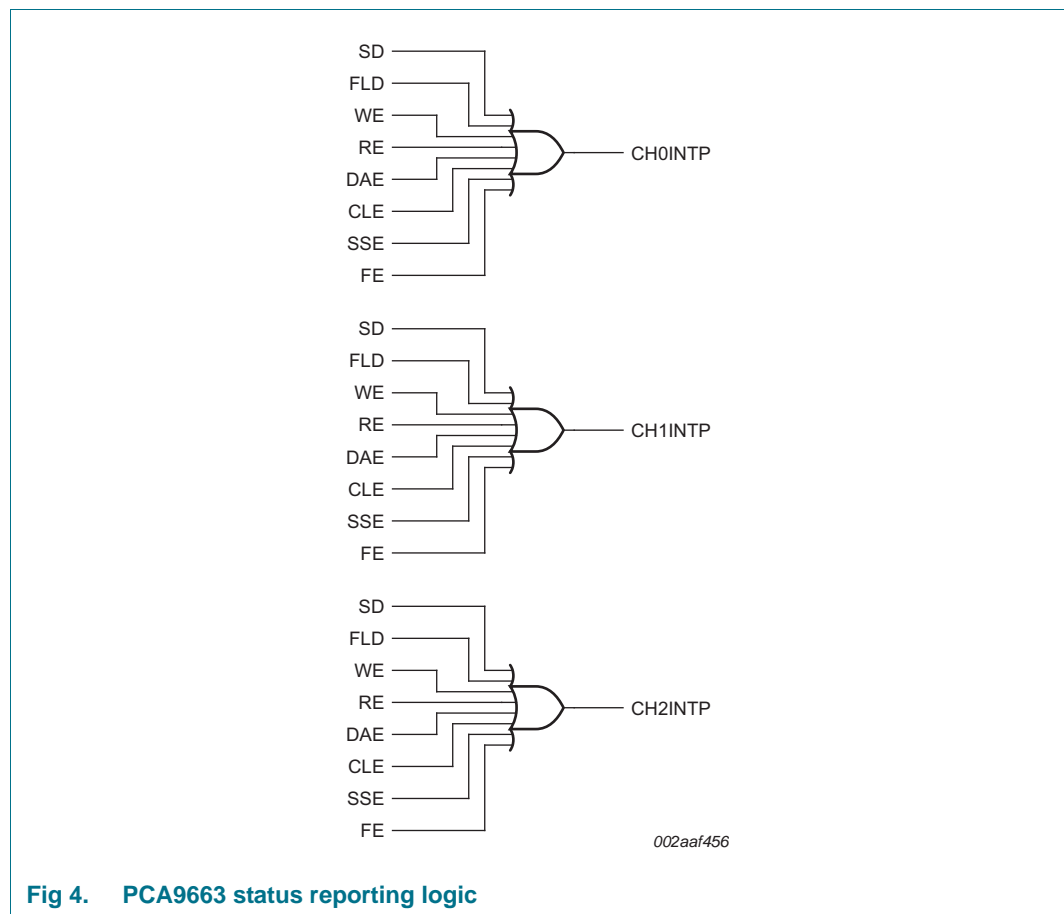 SD
FLD
WE
RE
DAE
CLE
SSE
FE
CH0INTP
SD
FLD
WE
RE
DAE
CLE
SSE
FE
CH1INTP
SD
FLD
WE
RE
DAE
CLE
SSE
FE
CH2INTP
002aaf456
Fig 4. PCA9663 status reporting logic